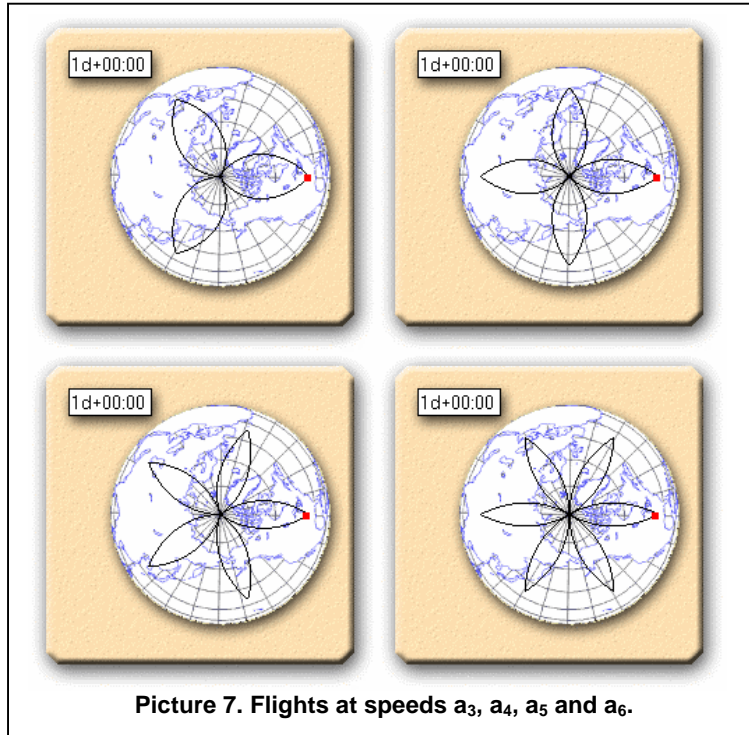 1d+00:00
1d+00:00
1d+00:00
1d+00:00
Picture 7. Flights at speeds a₃, a₄, a₅ and a₆.